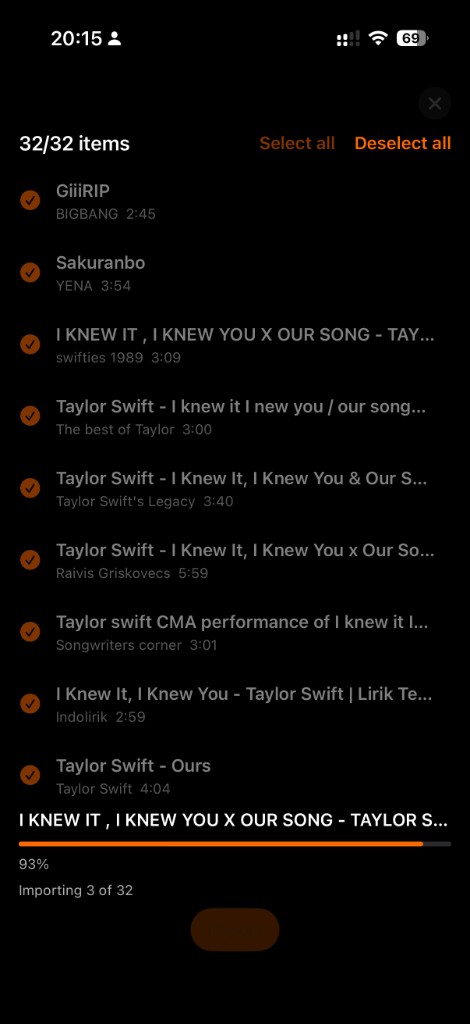 20:15
69
32/32 items
Select all
Deselect all
GiiiRIP
BIGBANG 2:45
Sakuranbo
YENA 3:54
I KNEW IT , I KNEW YOU X OUR SONG - TAY...
swifties 1989 3:09
Taylor Swift - I knew it I new you / our song...
The best of Taylor 3:00
Taylor Swift - I Knew It, I Knew You & Our S...
Taylor Swift's Legacy 3:40
Taylor Swift - I Knew It, I Knew You x Our So...
Raivis Griskovecs 5:59
Taylor swift CMA performance of I knew it I...
Songwriters corner 3:01
I Knew It, I Knew You - Taylor Swift | Lirik Te...
Indolirik 2:59
Taylor Swift - Ours
Taylor Swift 4:04
I KNEW IT , I KNEW YOU X OUR SONG - TAYLOR S...
93%
Importing 3 of 32